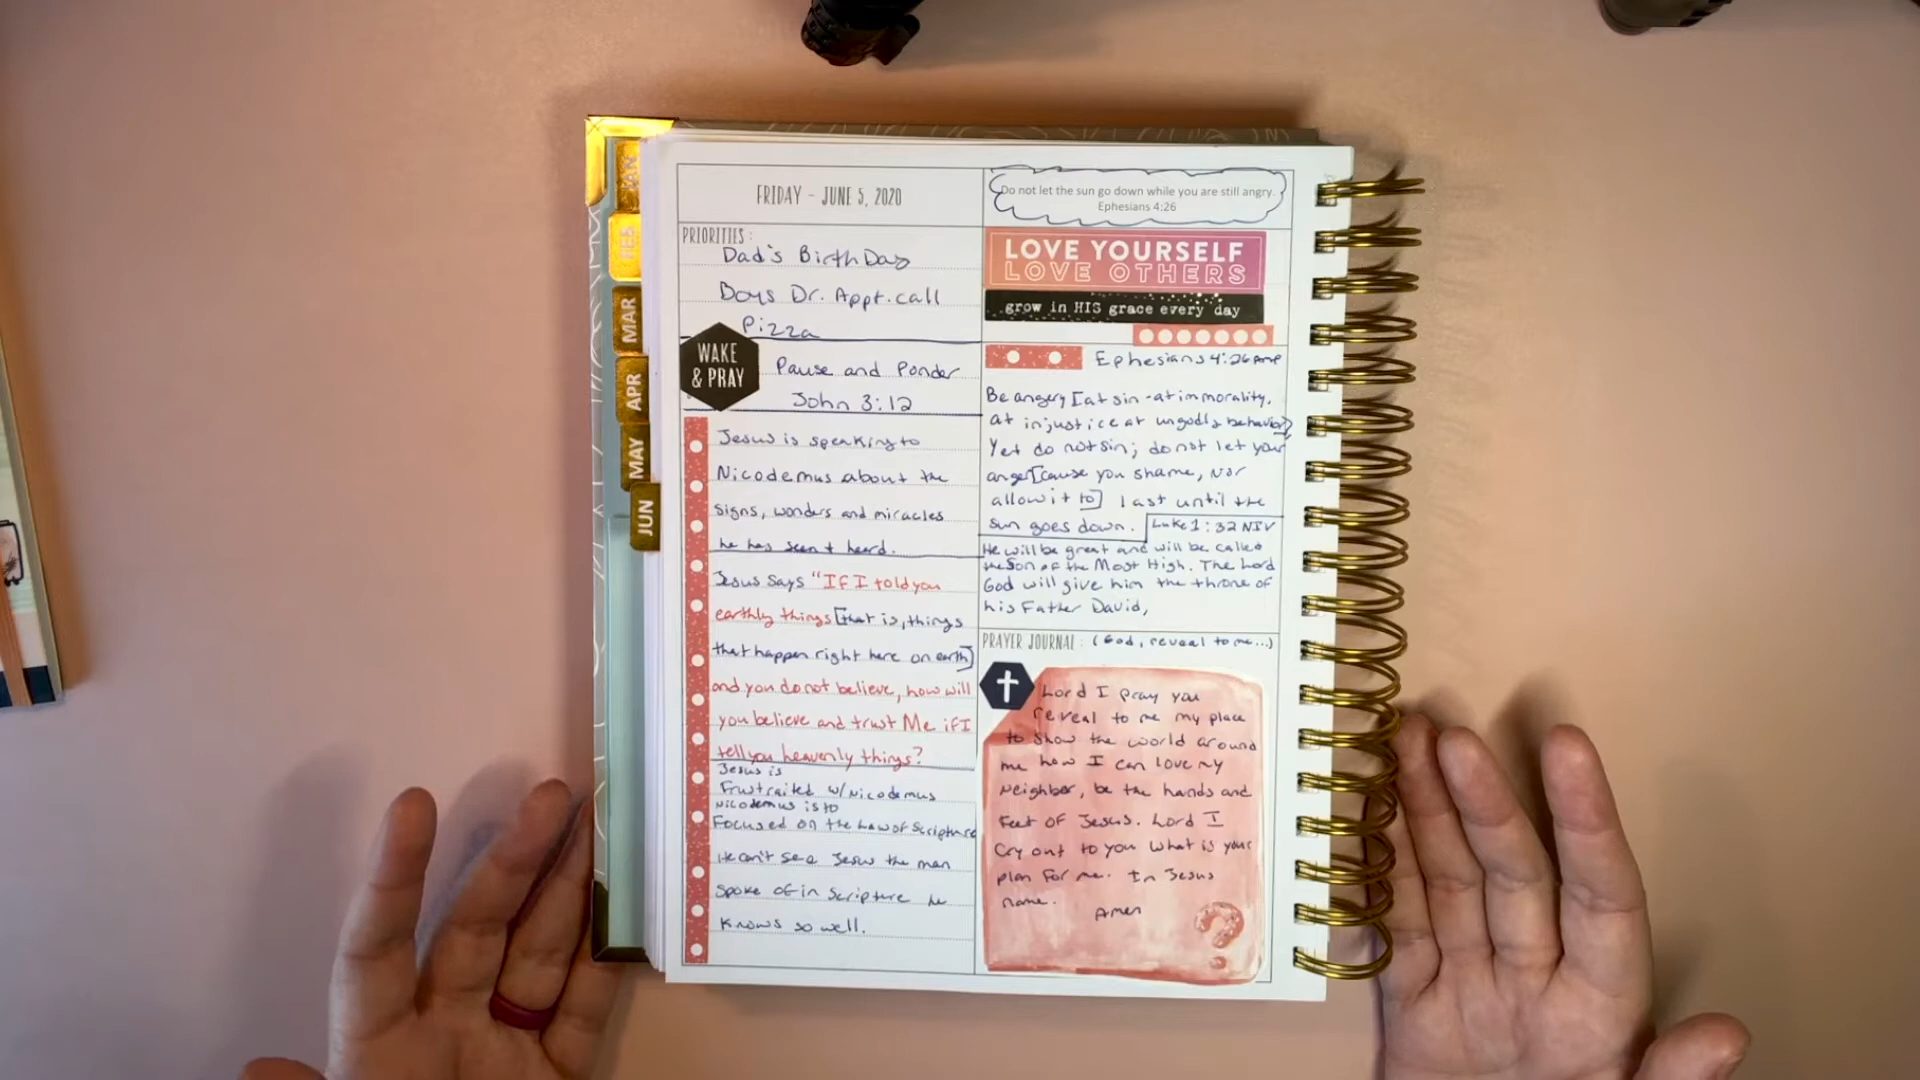 JAN
FEB
MAR
APR
MAY
JUN
FRIDAY - JUNE 5, 2020
PRIORITIES:
Dad's BirthDay
Boys Dr. Appt. call
Pizza
WAKE
& PRAY
Pause and Ponder
John 3:12
Jesus is speaking to
Nicodemus about the
signs, wonders and miracles
he has seen + heard.
Jesus says "If I told you
earthly things [that is, things
that happen right here on earth]
and you do not believe, how will
you believe and trust Me if I
tell you heavenly things?
Jesus is
Frustraited w/Nicodemus
Nicodemus is to
Focused on the Law of Scripture
He can't see Jesus the man
spoke of in Scripture he
knows so well.
Do not let the sun go down while you are still angry
Ephesians 4:26
LOVE YOURSELF
LOVE OTHERS
grow in HIS grace every day
Ephesians 4:26 AMP
Be angery [at sin - at immorality,
at injustice at ungodly behavior]
Yet do not sin; do not let your
anger [cause you shame, Nor
allow it to] last until the
sun goes down.
Luke 1:32 NIV
He will be great and will be called
the Son of the Most High. The Lord
God will give him the throne of
his Father David,
PRAYER JOURNAL: (God, reveal to me...)
Lord I pray you
reveal to me my place
to show the world around
me how I can love my
Neighbor, be the hands and
Feet of Jesus. Lord I
Cry out to you what is your
plan for me. In Jesus
name.
Amen
?